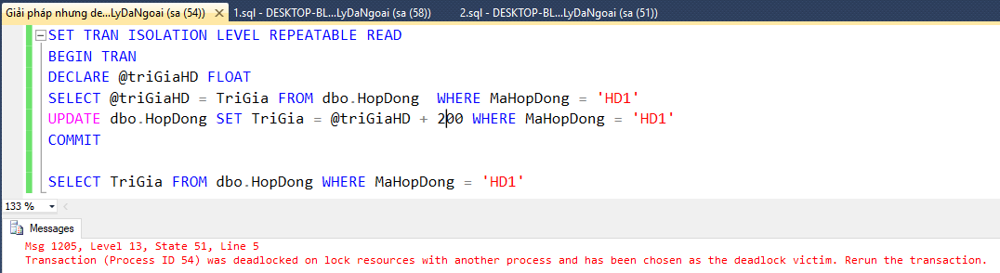 Giải pháp nhưng de...LyDaNgoai (sa (54)) 1.sql - DESKTOP-BL...LyDaNgoai (sa (58)) 2.sql - DESKTOP-BL...LyDaNgoai (sa (51))
SET TRAN ISOLATION LEVEL REPEATABLE READ
BEGIN TRAN
DECLARE @triGiaHD FLOAT
SELECT @triGiaHD = TriGia FROM dbo.HopDong  WHERE MaHopDong = 'HD1'
UPDATE dbo.HopDong SET TriGia = @triGiaHD + 200 WHERE MaHopDong = 'HD1'
COMMIT
SELECT TriGia FROM dbo.HopDong WHERE MaHopDong = 'HD1'
133 %
Messages
Msg 1205, Level 13, State 51, Line 5
Transaction (Process ID 54) was deadlocked on lock resources with another process and has been chosen as the deadlock victim. Rerun the transaction.